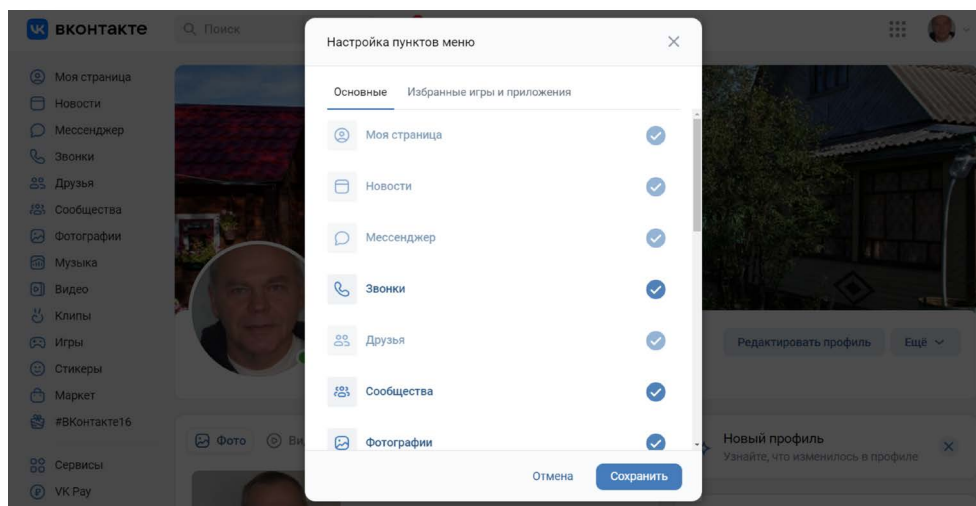 вконтакте
Поиск
Моя страница
Новости
Мессенджер
Звонки
Друзья
Сообщества
Фотографии
Музыка
Видео
Клипы
Игры
Стикеры
Маркет
#ВКонтакте16
Сервисы
VK Pay
Настройка пунктов меню
Основные Избранные игры и приложения
Моя страница
Новости
Мессенджер
Звонки
Друзья
Сообщества
Фотографии
Отмена Сохранить
Редактировать профиль Ещё
Фото Ви
Новый профиль
Узнайте, что изменилось в профиле